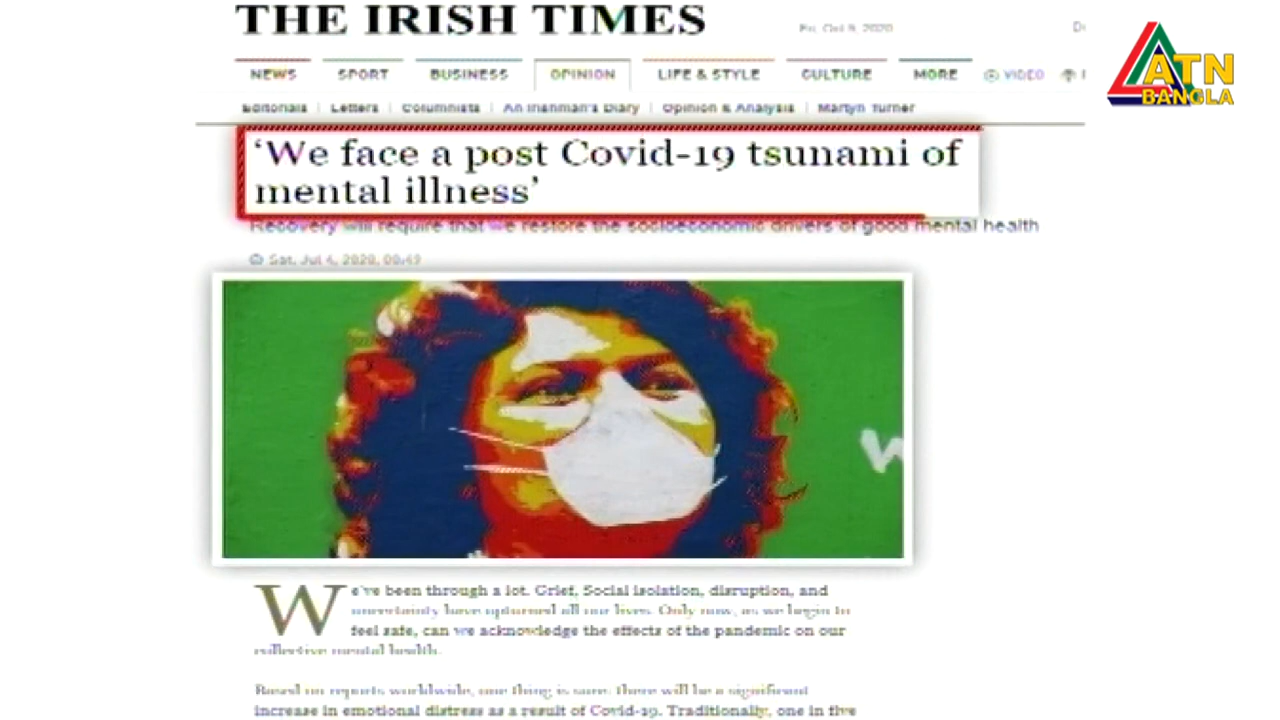 THE IRISH TIMES
Fri, Oct 9, 2020
ATN
BANGLA
NEWS SPORT BUSINESS OPINION LIFE & STYLE CULTURE MORE VIDEO
Editorials Letters Columnists An Irishman's Diary Opinion & Analysis Martyn Turner
‘We face a post Covid-19 tsunami of
mental illness’
Recovery will require that we restore the socioeconomic drivers of good mental health
Sat, Jul 4, 2020, 00:49
We've been through a lot. Grief, Social isolation, disruption, and
uncertainty have upturned all our lives. Only now, as we begin to
feel safe, can we acknowledge the effects of the pandemic on our
collective mental health.
Based on reports worldwide, one thing is sure: there will be a significant
increase in emotional distress as a result of Covid-19. Traditionally, one in five